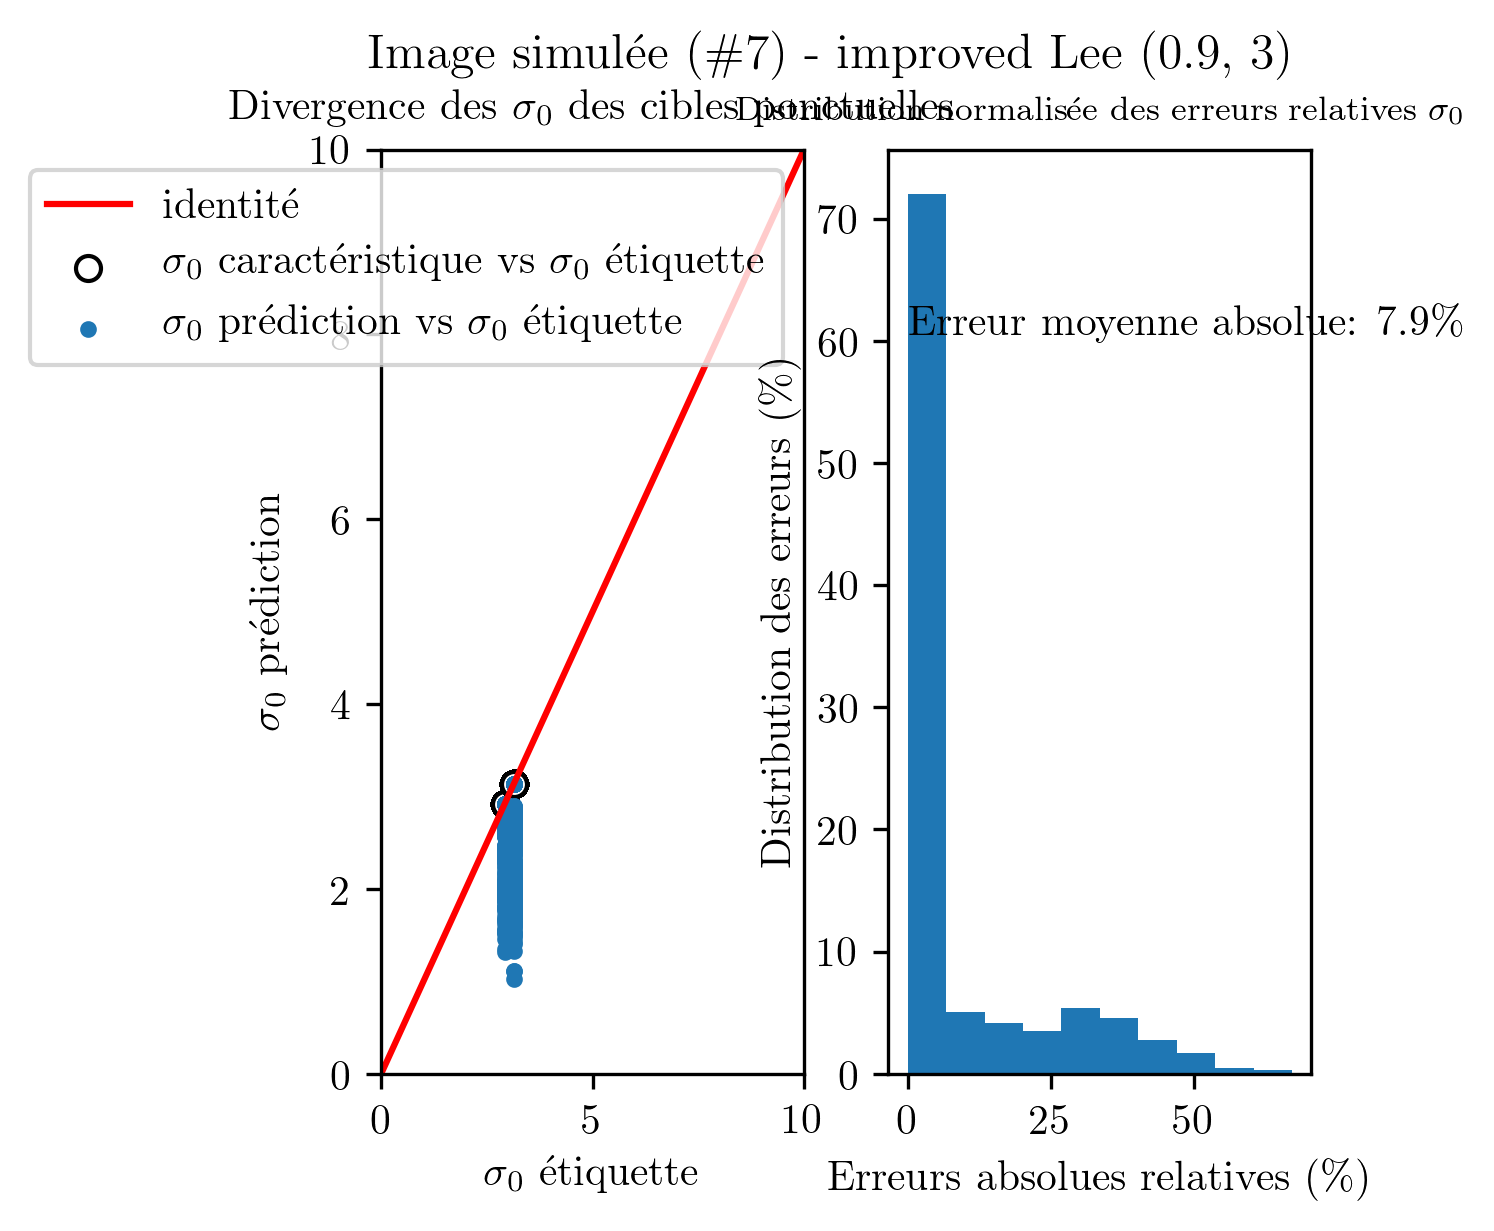 Image simulée (#7) - improved Lee (0.9, 3)
Divergence des σ0 des cibles ponctuelles
Distribution normalisée des erreurs relatives σ0
identité
σ0 caractéristique vs σ0 étiquette
σ0 prédiction vs σ0 étiquette
10
8
6
4
2
0
σ0 prédiction
0 5 10
σ0 étiquette
Erreur moyenne absolue: 7.9%
70
60
50
40
30
20
10
0
Distribution des erreurs (%)
0 25 50
Erreurs absolues relatives (%)